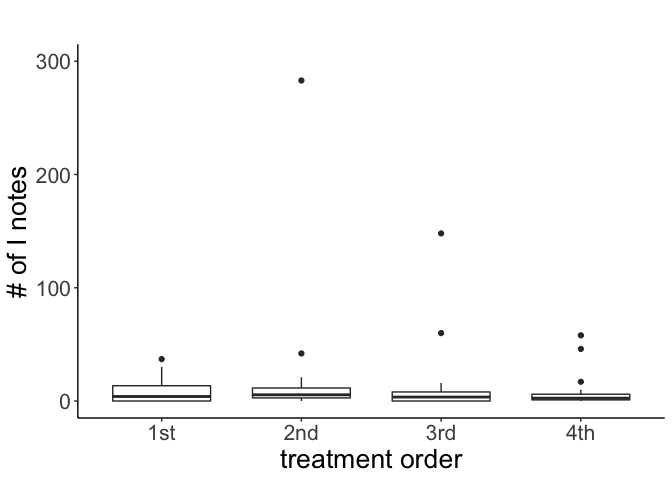 300
200
100
0
# of I notes
1st 2nd 3rd 4th
treatment order